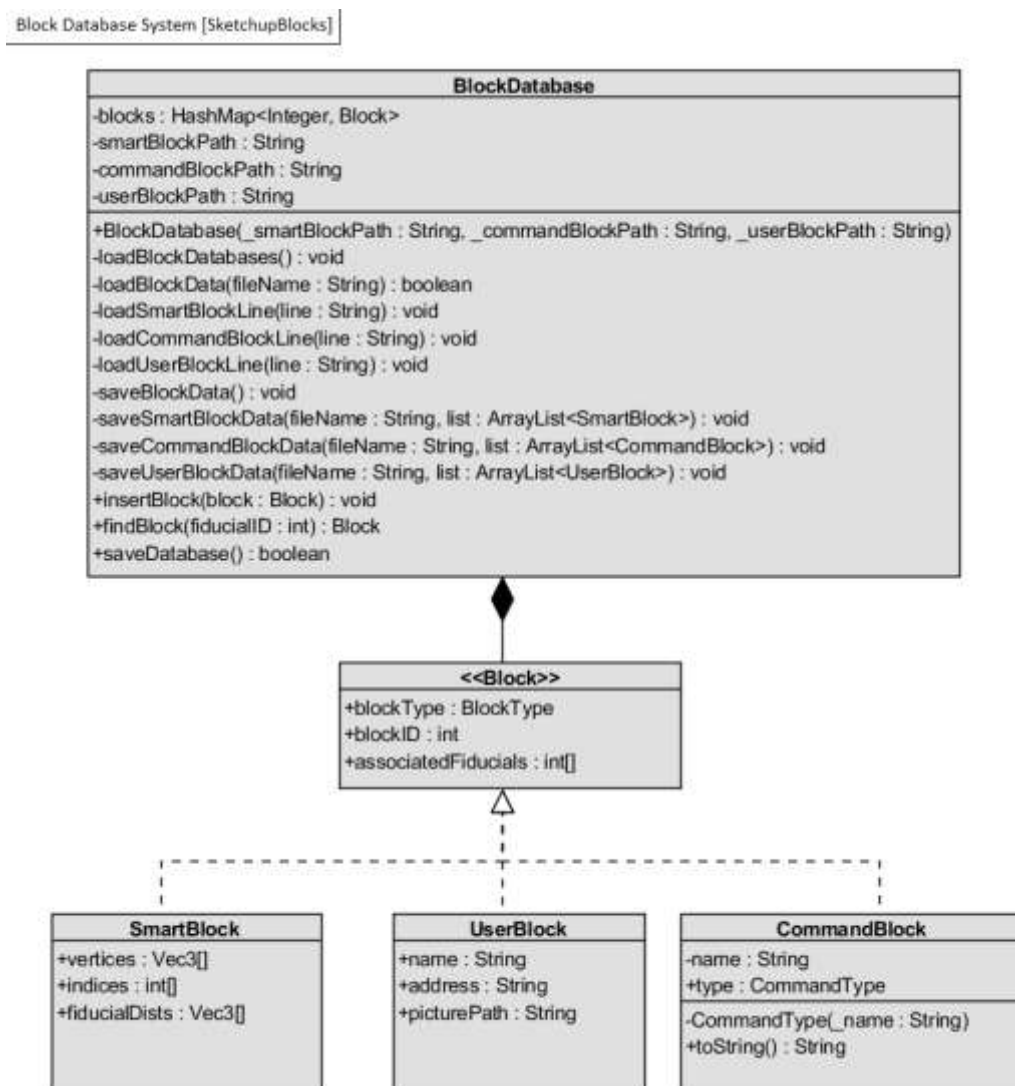 Block Database System [SketchupBlocks]
BlockDatabase
-blocks : HashMap<Integer, Block>
-smartBlockPath : String
-commandBlockPath : String
-userBlockPath : String
+BlockDatabase(_smartBlockPath : String, _commandBlockPath : String, _userBlockPath : String)
-loadBlockDatabases() : void
-loadBlockData(fileName : String) : boolean
-loadSmartBlockLine(line : String) : void
-loadCommandBlockLine(line : String) : void
-loadUserBlockLine(line : String) : void
-saveBlockData() : void
-saveSmartBlockData(fileName : String, list : ArrayList<SmartBlock>) : void
-saveCommandBlockData(fileName : String, list : ArrayList<CommandBlock>) : void
-saveUserBlockData(fileName : String, list : ArrayList<UserBlock>) : void
+insertBlock(block : Block) : void
+findBlock(fiducialID : int) : Block
+saveDatabase() : boolean
<<Block>>
+blockType : BlockType
+blockID : int
+associatedFiducials : int[]
SmartBlock
+vertices : Vec3[]
+indices : int[]
+fiducialDists : Vec3[]
UserBlock
+name : String
+address : String
+picturePath : String
CommandBlock
-name : String
+type : CommandType
-CommandType(_name : String)
+toString() : String